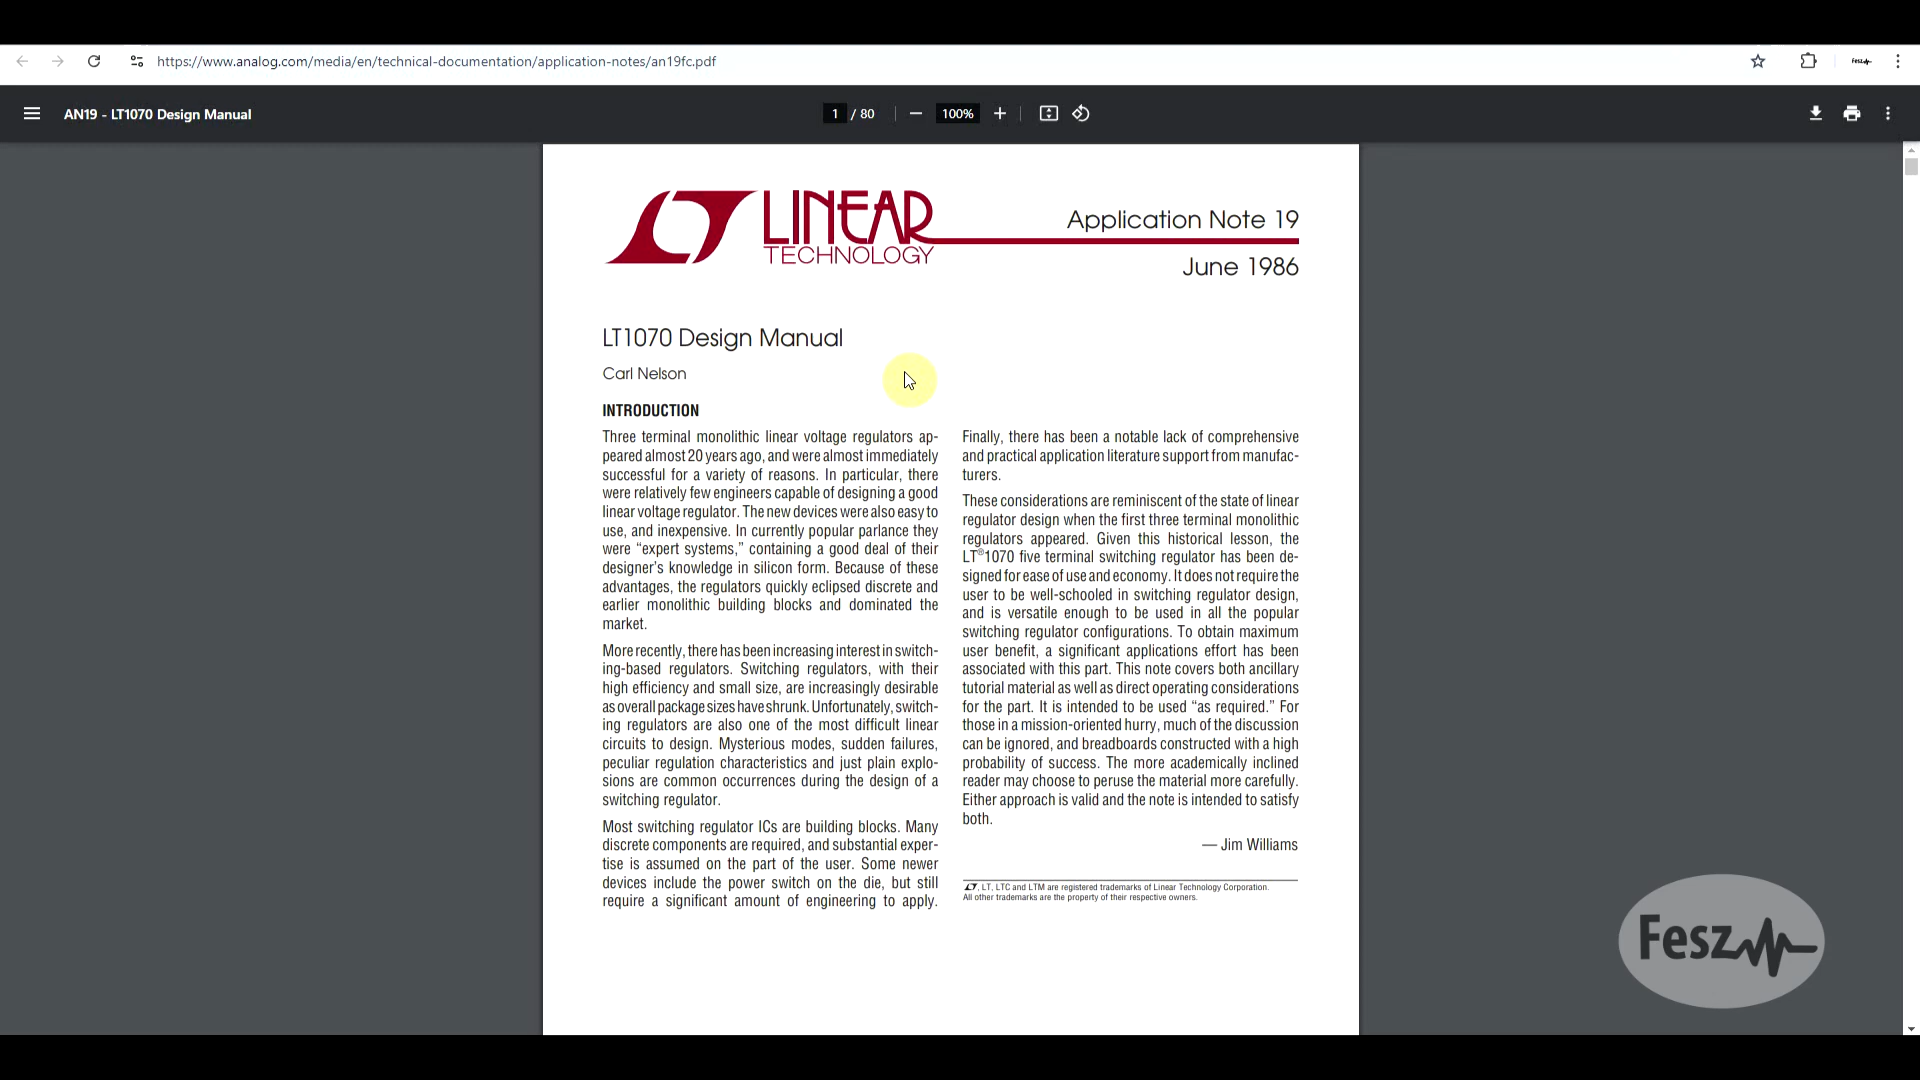 https://www.analog.com/media/en/technical-documentation/application-notes/an19fc.pdf
Fesz
AN19 - LT1070 Design Manual
1 / 80
100%
LINEAR
TECHNOLOGY
Application Note 19
June 1986
LT1070 Design Manual
Carl Nelson
INTRODUCTION
Three terminal monolithic linear voltage regulators ap-
peared almost 20 years ago, and were almost immediately
successful for a variety of reasons. In particular, there
were relatively few engineers capable of designing a good
linear voltage regulator. The new devices were also easy to
use, and inexpensive. In currently popular parlance they
were “expert systems,” containing a good deal of their
designer’s knowledge in silicon form. Because of these
advantages, the regulators quickly eclipsed discrete and
earlier monolithic building blocks and dominated the
market.
More recently, there has been increasing interest in switch-
ing-based regulators. Switching regulators, with their
high efficiency and small size, are increasingly desirable
as overall package sizes have shrunk. Unfortunately, switch-
ing regulators are also one of the most difficult linear
circuits to design. Mysterious modes, sudden failures,
peculiar regulation characteristics and just plain explo-
sions are common occurrences during the design of a
switching regulator.
Most switching regulator ICs are building blocks. Many
discrete components are required, and substantial exper-
tise is assumed on the part of the user. Some newer
devices include the power switch on the die, but still
require a significant amount of engineering to apply.
Finally, there has been a notable lack of comprehensive
and practical application literature support from manufac-
turers.
These considerations are reminiscent of the state of linear
regulator design when the first three terminal monolithic
regulators appeared. Given this historical lesson, the
LT®1070 five terminal switching regulator has been de-
signed for ease of use and economy. It does not require the
user to be well-schooled in switching regulator design,
and is versatile enough to be used in all the popular
switching regulator configurations. To obtain maximum
user benefit, a significant applications effort has been
associated with this part. This note covers both ancillary
tutorial material as well as direct operating considerations
for the part. It is intended to be used “as required.” For
those in a mission-oriented hurry, much of the discussion
can be ignored, and breadboards constructed with a high
probability of success. The more academically inclined
reader may choose to peruse the material more carefully.
Either approach is valid and the note is intended to satisfy
both.
— Jim Williams
LT, LT, LTC and LTM are registered trademarks of Linear Technology Corporation.
All other trademarks are the property of their respective owners.
Fesz